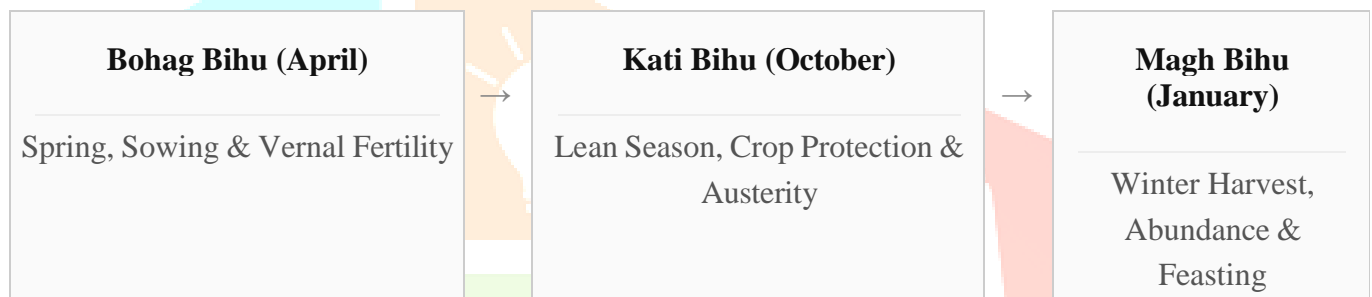 Bohag Bihu (April)
Spring, Sowing & Vernal Fertility
→
Kati Bihu (October)
Lean Season, Crop Protection &
Austerity
→
Magh Bihu
(January)
Winter Harvest,
Abundance &
Feasting